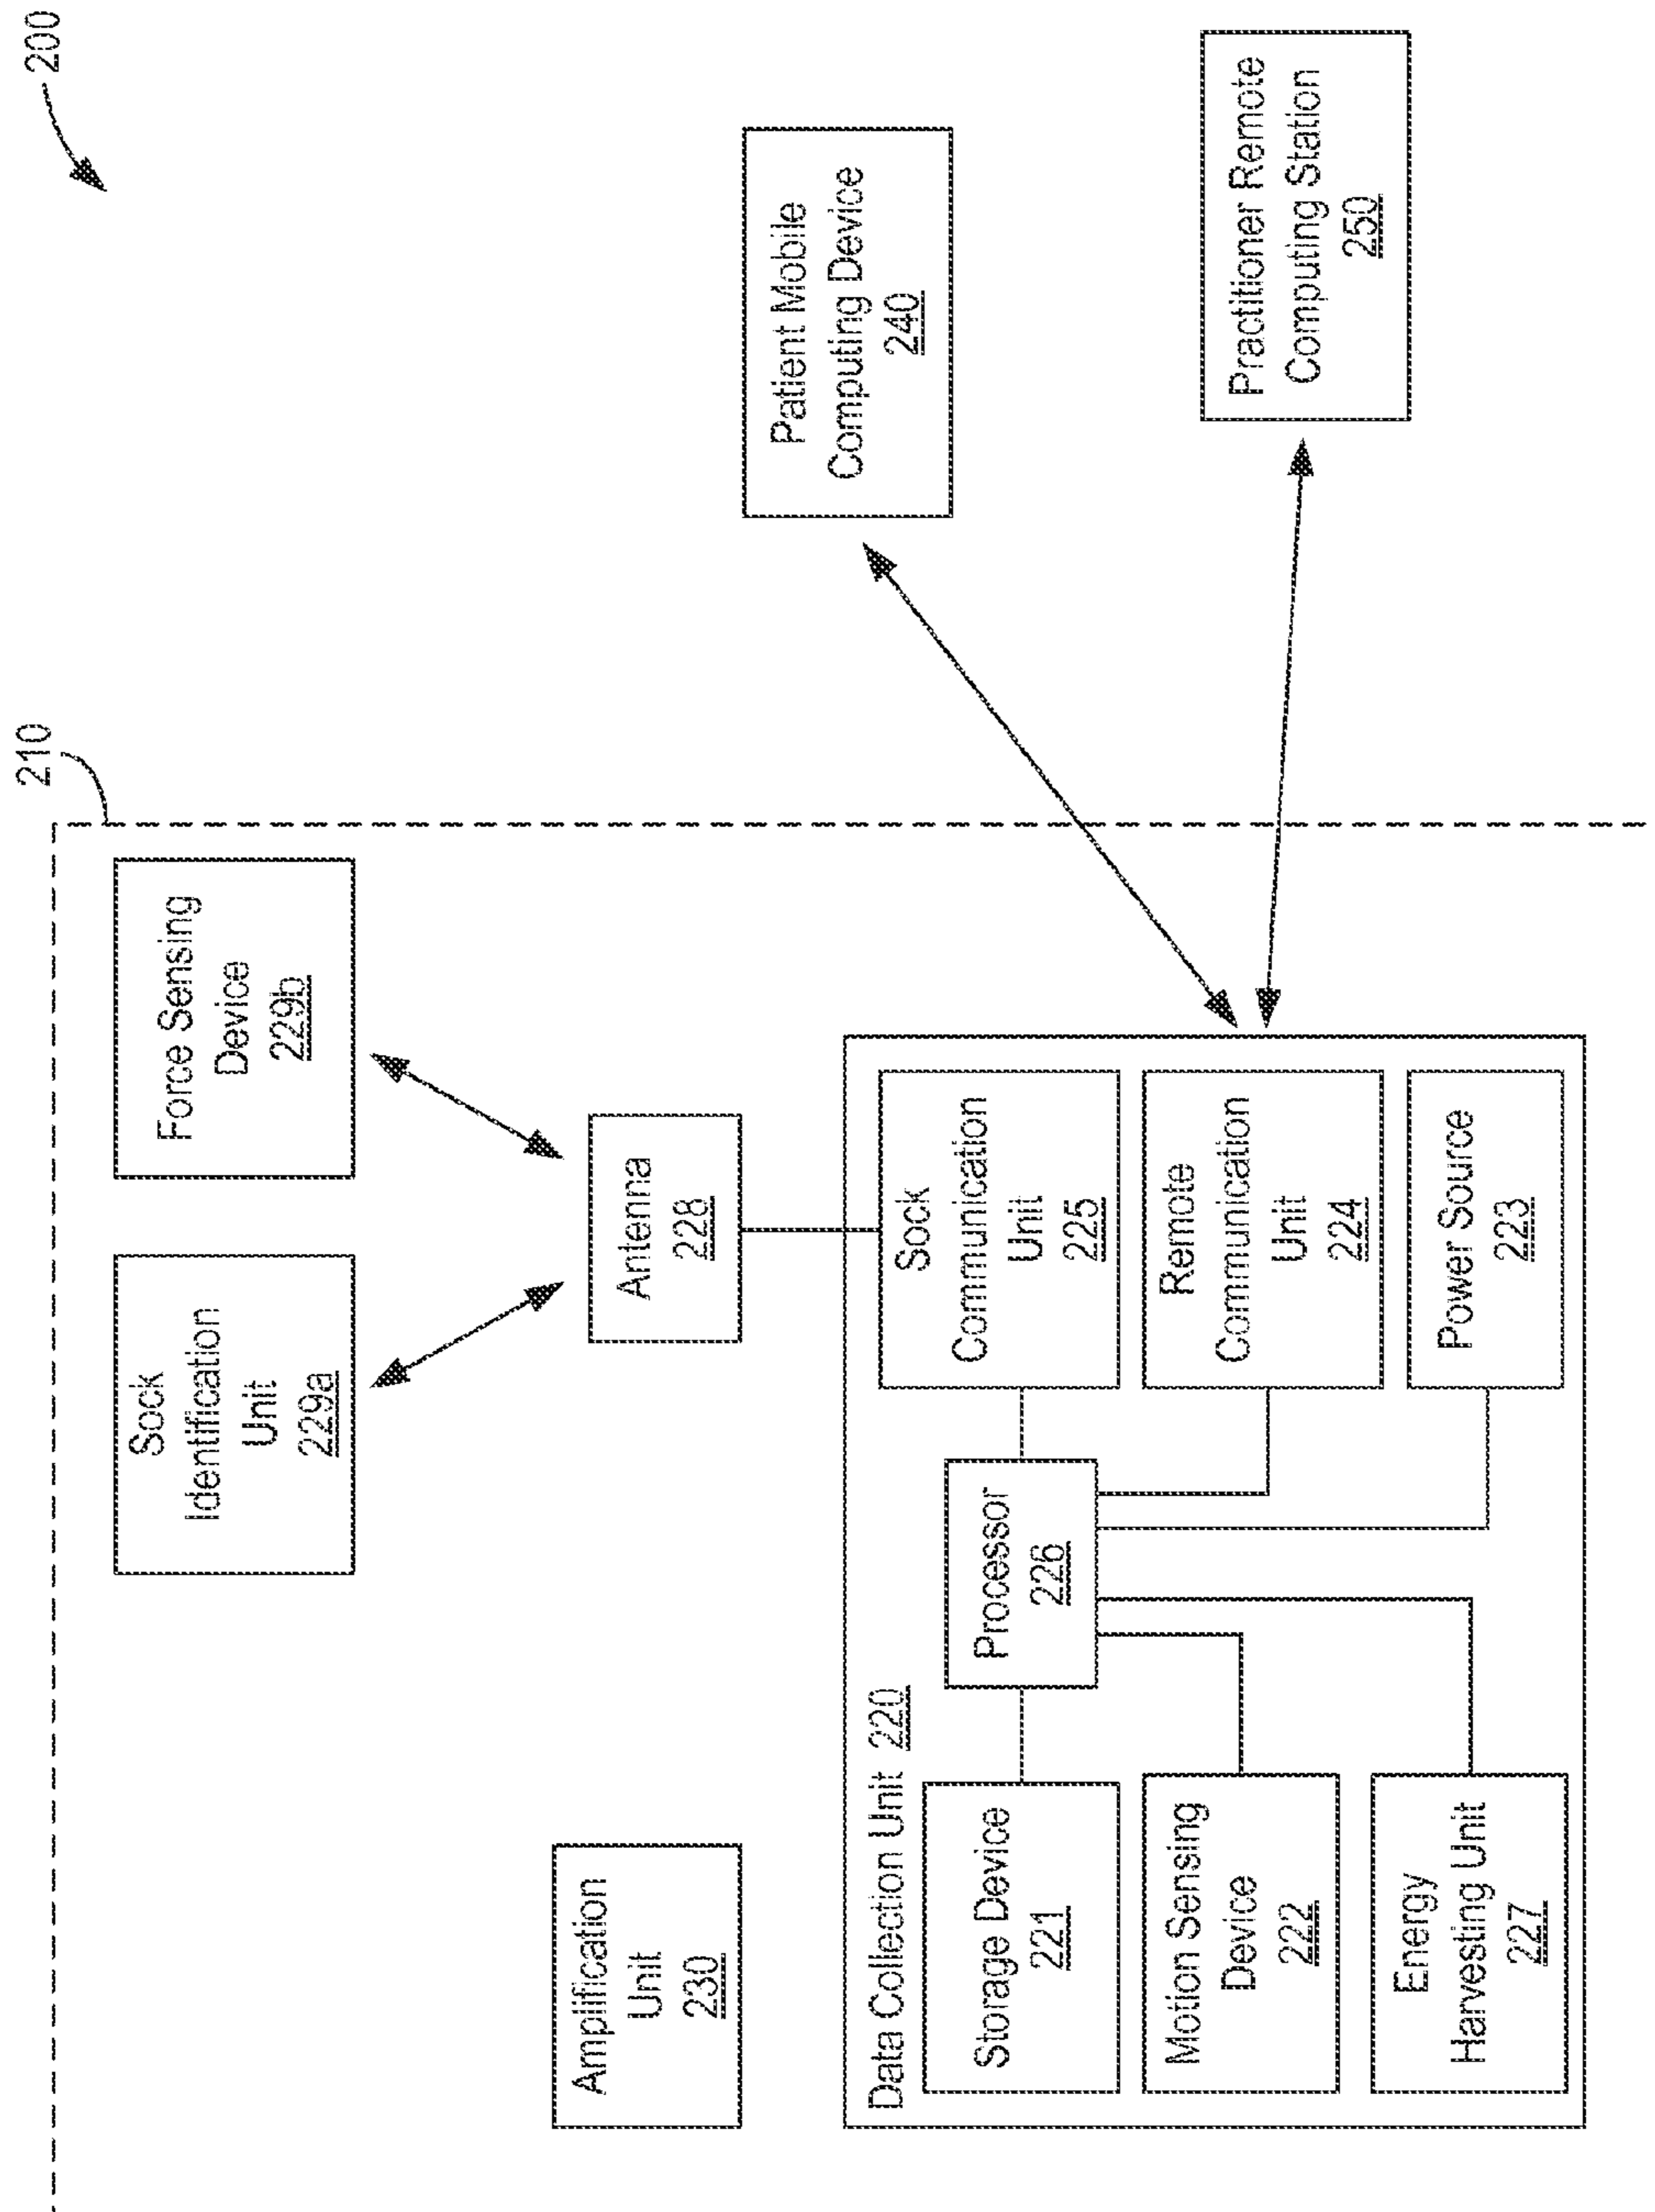 200
210
Sock
Identification
Unit
229a
Force Sensing
Device
229b
Amplification
Unit
230
Antenna
228
Patient Mobile
Computing Device
240
Data Collection Unit 220
Storage Device
221
Processor
226
Sock
Communication
Unit
225
Motion Sensing
Device
222
Remote
Communication
Unit
224
Energy
Harvesting Unit
227
Power Source
223
Practitioner Remote
Computing Station
250